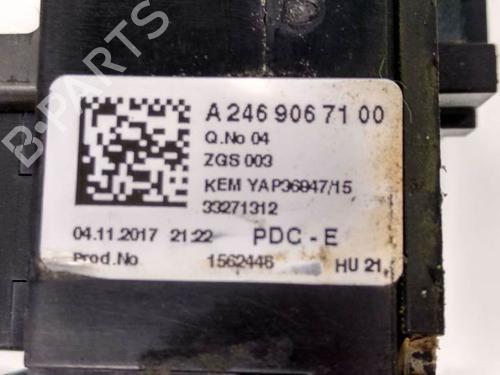 A 246 906 71 00
Q.No 04
ZGS 003
KEM YAP36947/15
33271312
04.11.2017 21:22 PDC - E
Prod.No 1562446 HU 21
B-PARTS